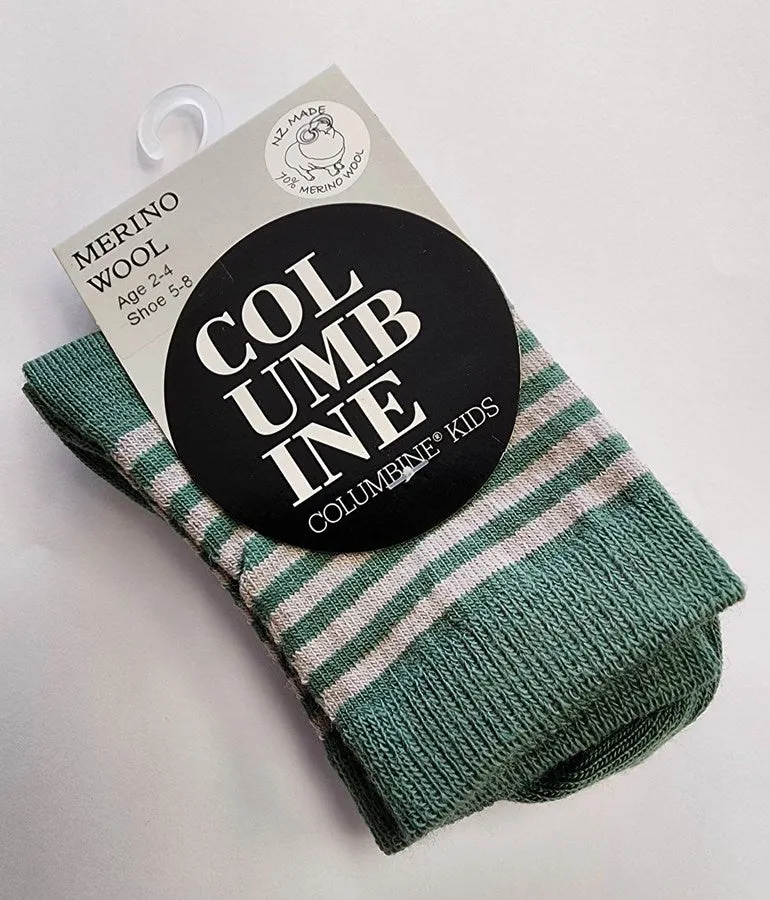 NZ MADE
70% MERINO WOOL
MERINO
WOOL
Age 2-4
Shoe 5-8
COL
UMB
INE
COLUMBINE® KIDS